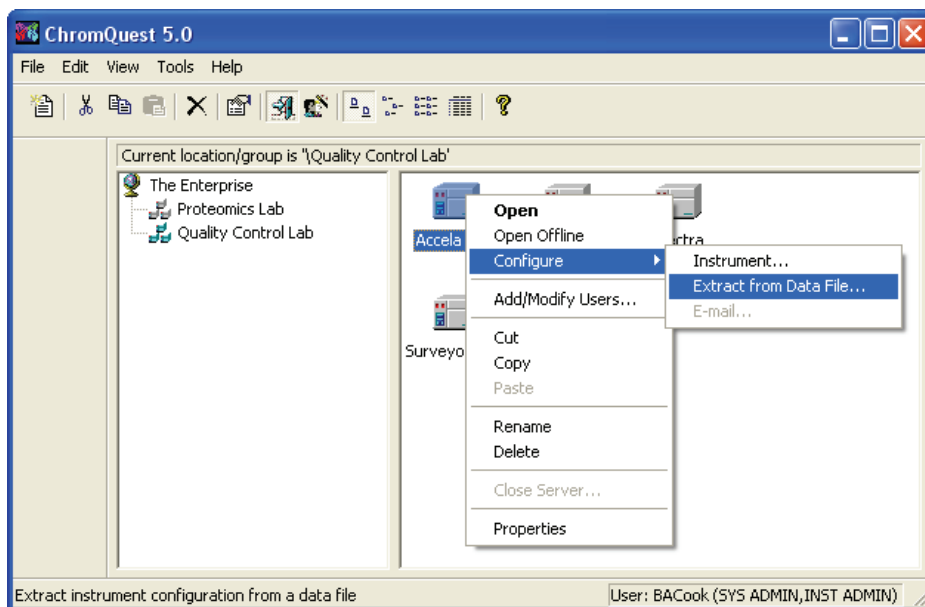 ChromQuest 5.0
File Edit View Tools Help
Current location/group is '\Quality Control Lab'
The Enterprise
Proteomics Lab
Quality Control Lab
Accela
Surveyo
ctra
Open
Open Offline
Configure
Add/Modify Users...
Cut
Copy
Paste
Rename
Delete
Close Server...
Properties
Instrument...
Extract from Data File...
E-mail...
Extract instrument configuration from a data file
User: BACook (SYS ADMIN,INST ADMIN)